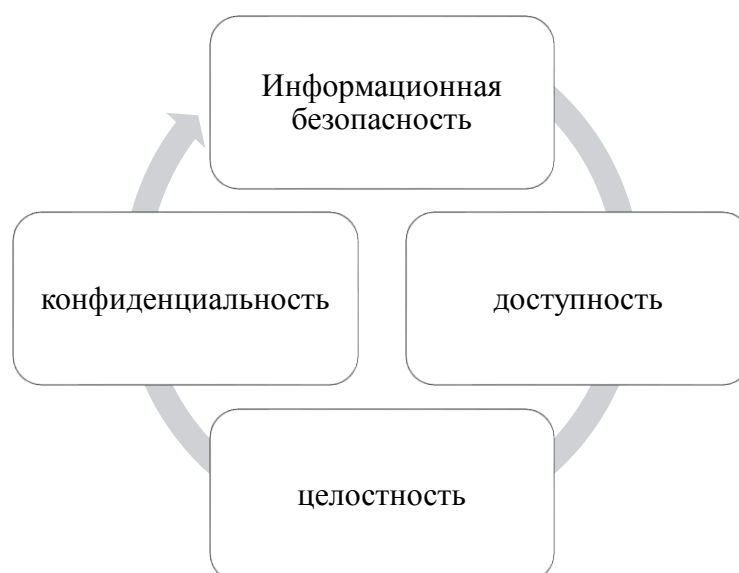 Информационная
безопасность
конфиденциальность
доступность
целостность